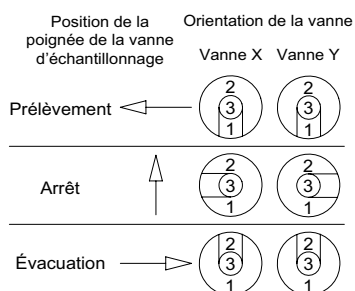 Position de la
poignée de la vanne
d'échantillonnage
Orientation de la vanne
Vanne X Vanne Y
Prélèvement
2 2
3 3
1 1
Arrêt
2 2
3 3
1 1
Évacuation
2 2
3 3
1 1